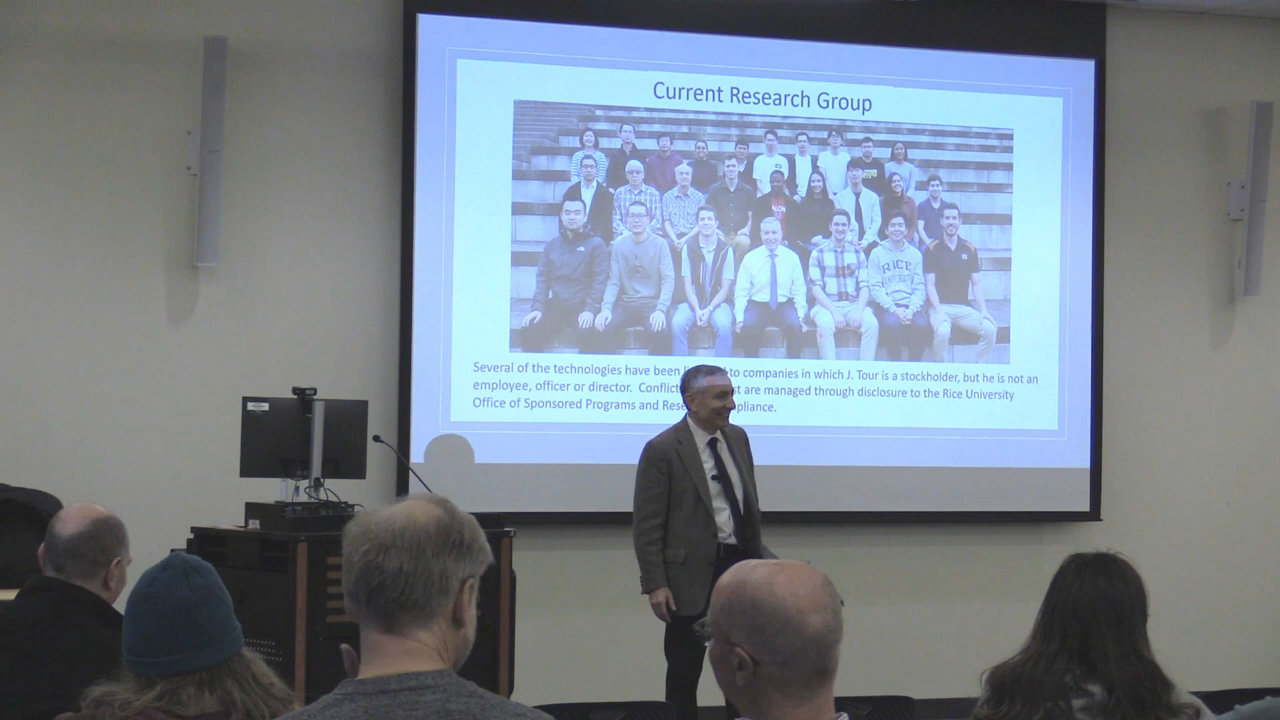 Current Research Group
RICE
Several of the technologies have been to companies in which J. Tour is a stockholder, but he is not an
employee, officer or director. are managed through disclosure to the Rice University
Office of Sponsored Programs and